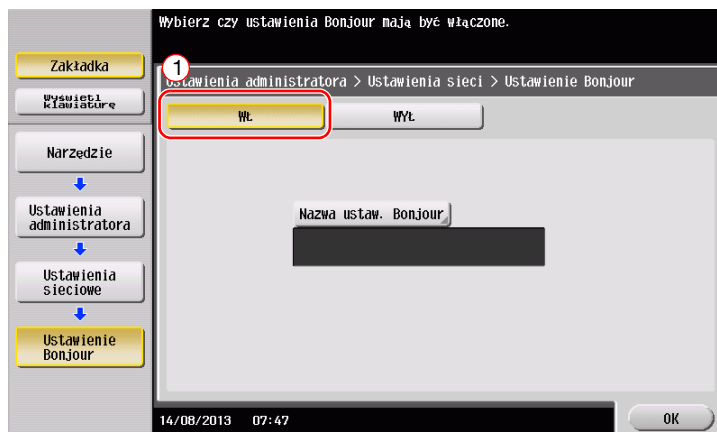 Wybierz czy ustawienia Bonjour mają być włączone.
Zakładka
Wyświetl
klawiaturę
Narzędzie
Ustawienia
administratora
Ustawienia
sieciowe
Ustawienie
Bonjour
1
Ustawienia administratora > Ustawienia sieci > Ustawienie Bonjour
WŁ
WYŁ
Nazwa ustaw. Bonjour
14/08/2013 07:47
OK